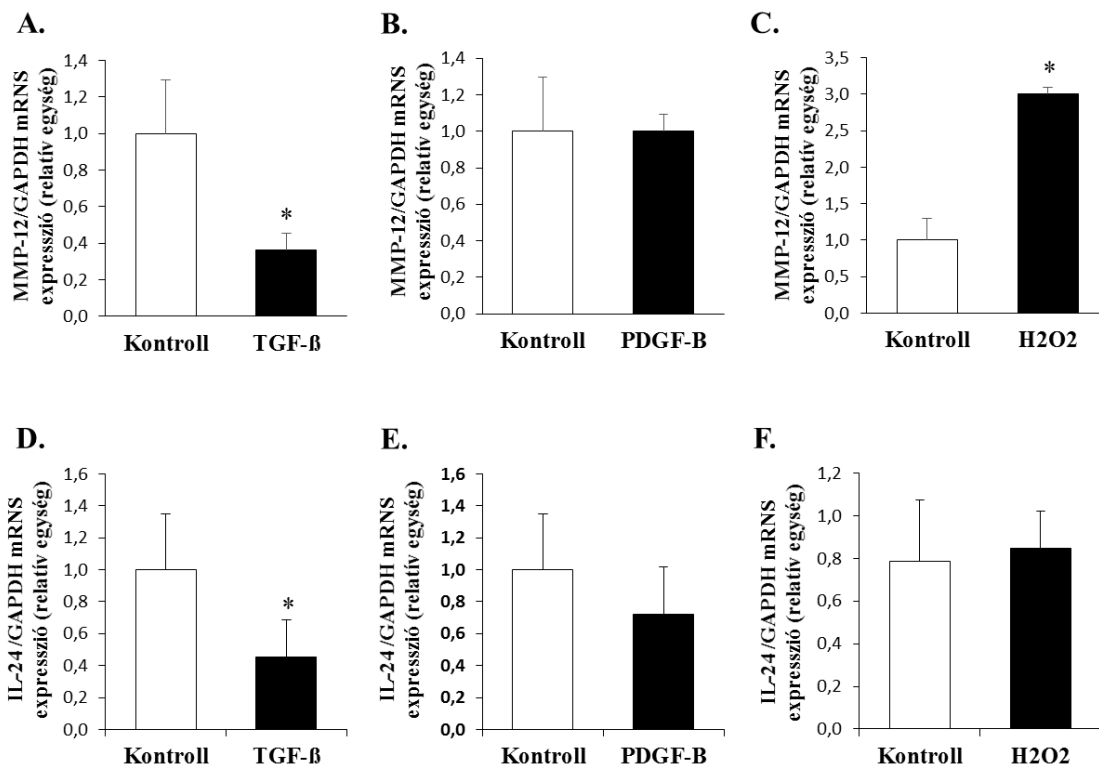 A.
MMP-12/GAPDH mRNS
expresszió (relatív egység)
1,4
1,2
1,0
0,8
0,6
0,4
0,2
0,0
*
Kontroll TGF-ß
B.
MMP-12/GAPDH mRNS
expresszió (relatív egység)
1,4
1,2
1,0
0,8
0,6
0,4
0,2
0,0
Kontroll PDGF-B
C.
MMP-12/GAPDH mRNS
expresszió (relatív egység)
3,5
3,0
2,5
2,0
1,5
1,0
0,5
0,0
*
Kontroll H2O2
D.
IL-24 /GAPDH mRNS
expresszió (relatív egység)
1,6
1,4
1,2
1,0
0,8
0,6
0,4
0,2
0,0
*
Kontroll TGF-ß
E.
IL-24 /GAPDH mRNS
expresszió (relatív egység)
1,6
1,4
1,2
1,0
0,8
0,6
0,4
0,2
0,0
Kontroll PDGF-B
F.
IL-24 /GAPDH mRNS
expresszió (relatív egység)
1,2
1,0
0,8
0,6
0,4
0,2
0,0
Kontroll H2O2